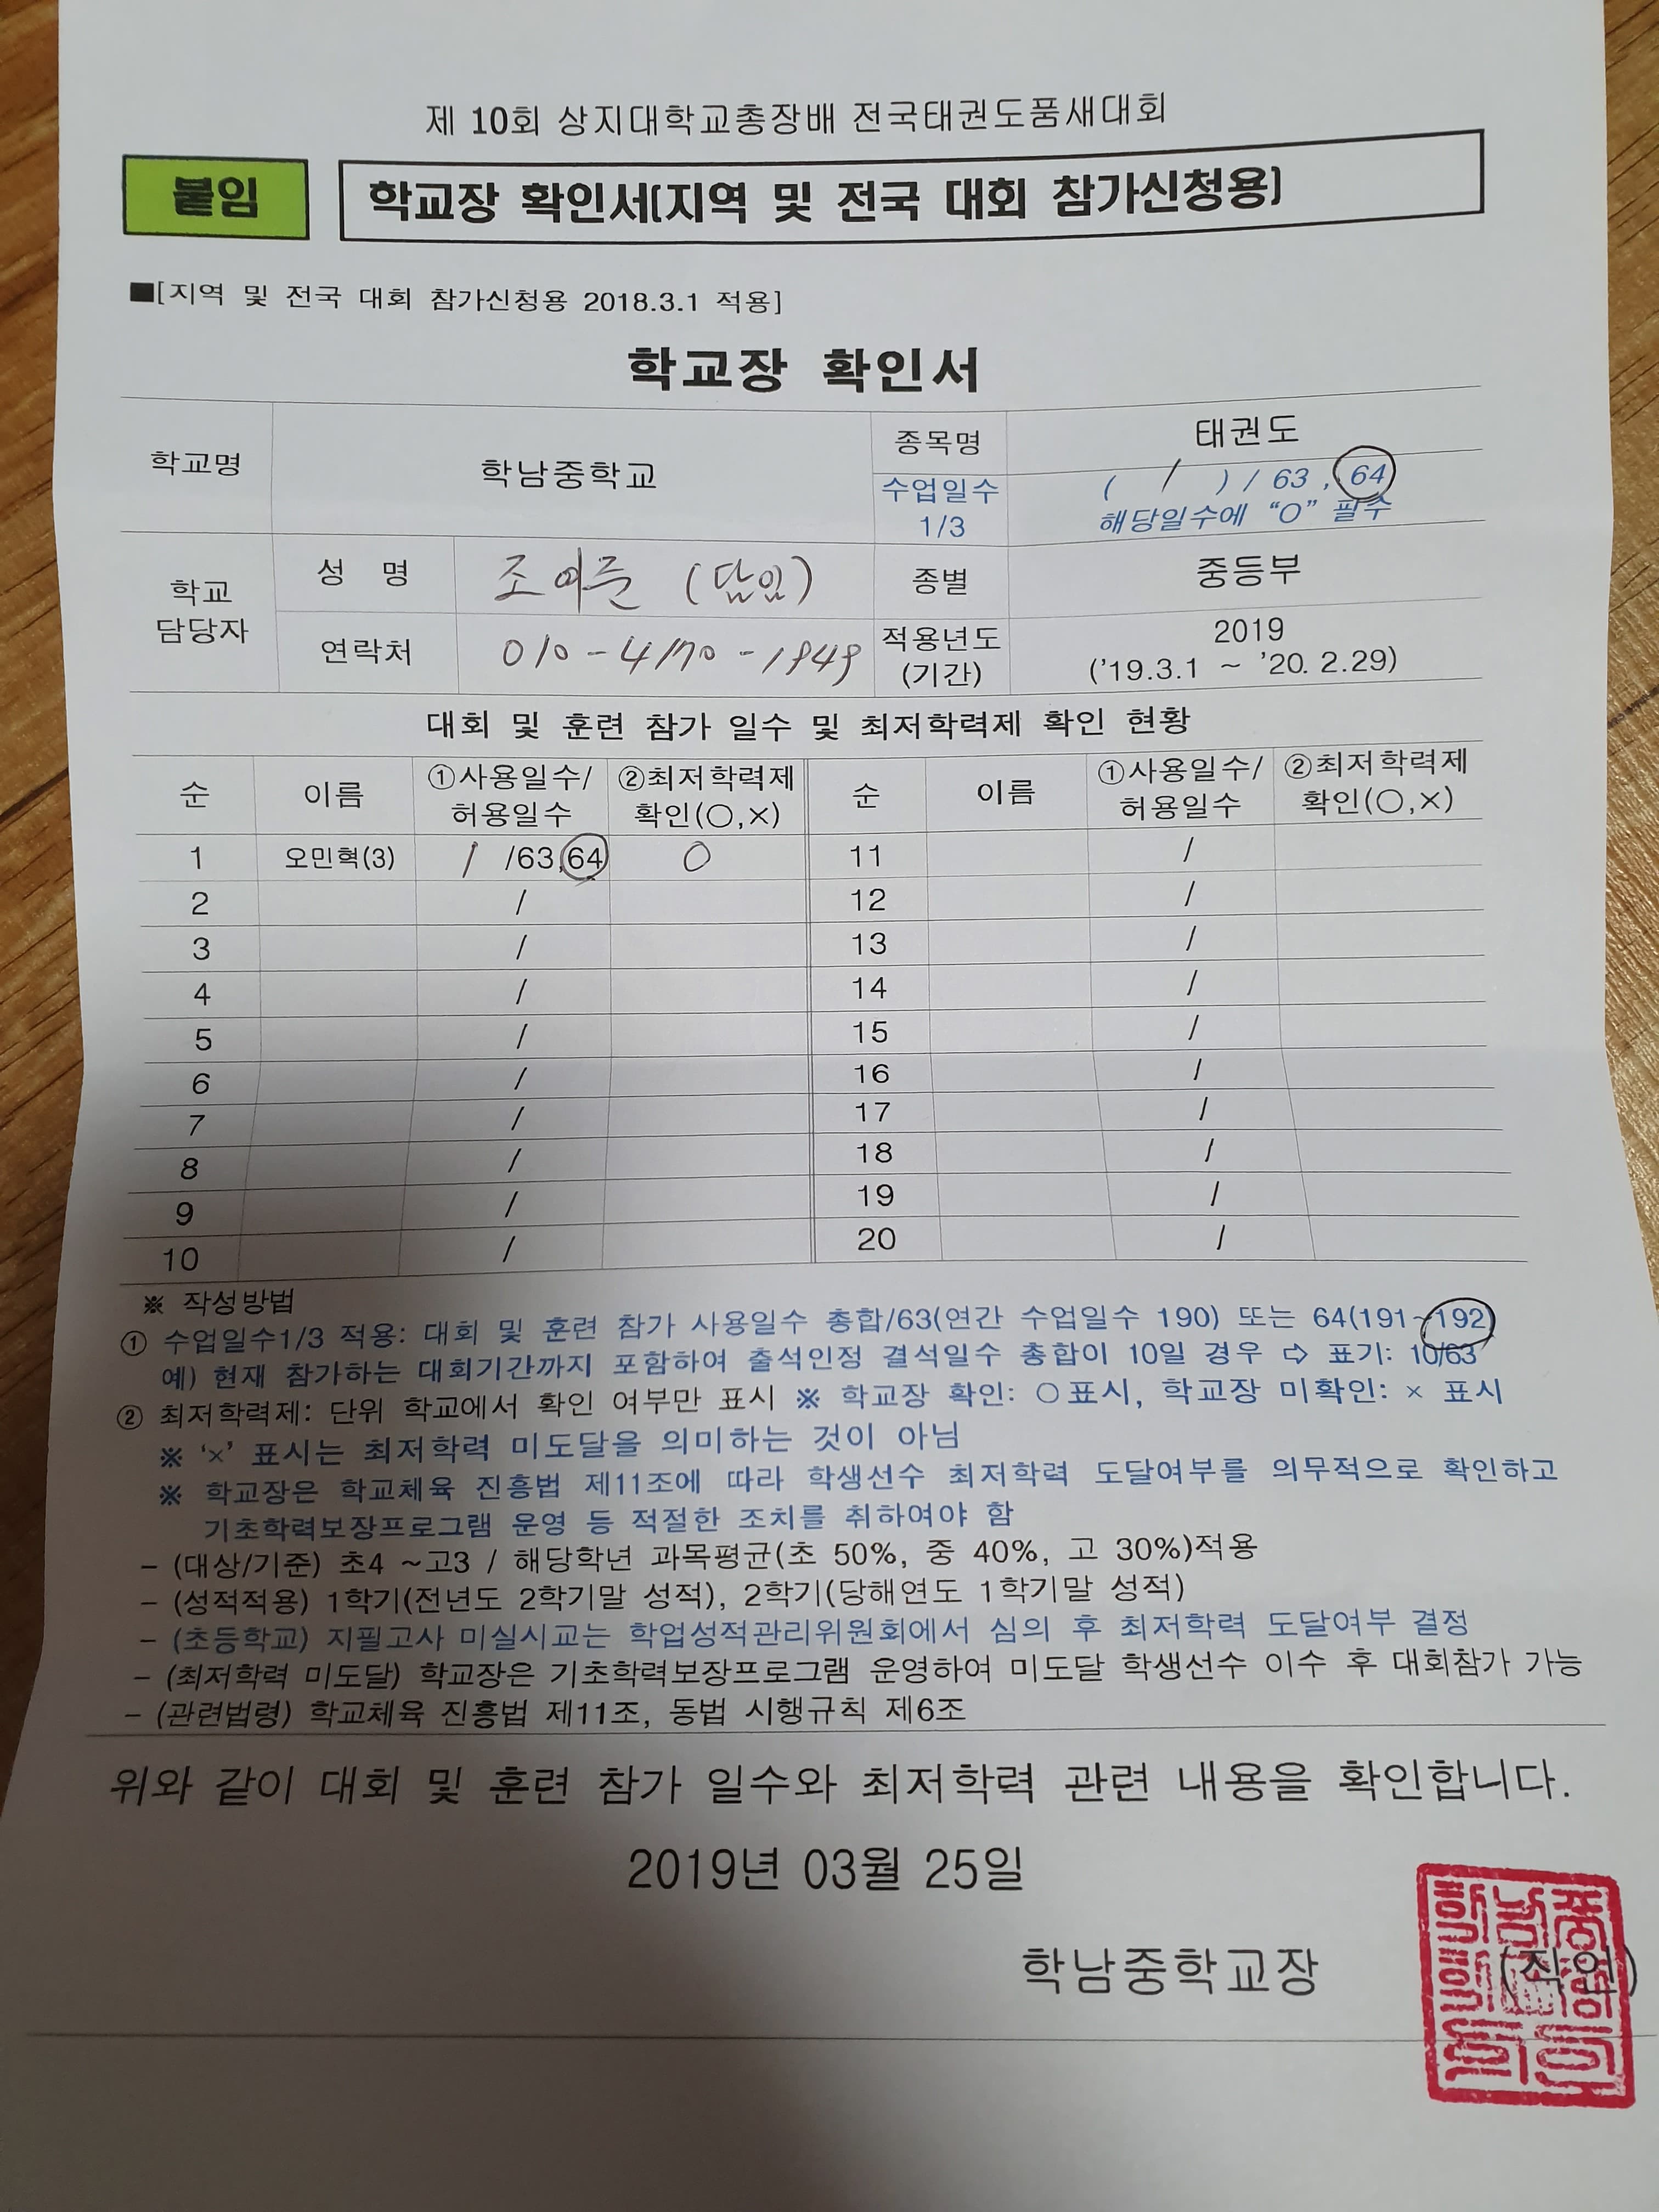 제 10회 상지대학교총장배 전국태권도품새대회
붙임 학교장 확인서(지역 및 전국 대회 참가신청용)
■[지역 및 전국 대회 참가신청용 2018.3.1 적용]
학교장 확인서
학교명 학남중학교 종목명 태권도
수업일수 1/3 ( / ) / 63 , 64
해당일수에 “O” 필수
학교 담당자 성 명 (담임) 종별 중등부
연락처 010-4170- 적용년도 (기간) 2019
('19.3.1 ~ '20. 2.29)
대회 및 훈련 참가 일수 및 최저학력제 확인 현황
순 이름 ①사용일수/허용일수 ②최저학력제 확인(○,×) 순 이름 ①사용일수/허용일수 ②최저학력제 확인(○,×)
1 오민혁(3) 1 /63,64 O 11 /
2 / 12 /
3 / 13 /
4 / 14 /
5 / 15 /
6 / 16 /
7 / 17 /
8 / 18 /
9 / 19 /
10 / 20 /
※ 작성방법
① 수업일수1/3 적용: 대회 및 훈련 참가 사용일수 총합/63(연간 수업일수 190) 또는 64(191~192)
예) 현재 참가하는 대회기간까지 포함하여 출석인정 결석일수 총합이 10일 경우 ⇨ 표기: 10/63
② 최저학력제: 단위 학교에서 확인 여부만 표시 ※ 학교장 확인: ○표시, 학교장 미확인: × 표시
※ ‘×’ 표시는 최저학력 미도달을 의미하는 것이 아님
※ 학교장은 학교체육 진흥법 제11조에 따라 학생선수 최저학력 도달여부를 의무적으로 확인하고
기초학력보장프로그램 운영 등 적절한 조치를 취하여야 함
- (대상/기준) 초4 ~고3 / 해당학년 과목평균(초 50%, 중 40%, 고 30%)적용
- (성적적용) 1학기(전년도 2학기말 성적), 2학기(당해연도 1학기말 성적)
- (초등학교) 지필고사 미실시교는 학업성적관리위원회에서 심의 후 최저학력 도달여부 결정
- (최저학력 미도달) 학교장은 기초학력보장프로그램 운영하여 미도달 학생선수 이수 후 대회참가 가능
- (관련법령) 학교체육 진흥법 제11조, 동법 시행규칙 제6조
위와 같이 대회 및 훈련 참가 일수와 최저학력 관련 내용을 확인합니다.
2019년 03월 25일
학남중학교장 (직인)